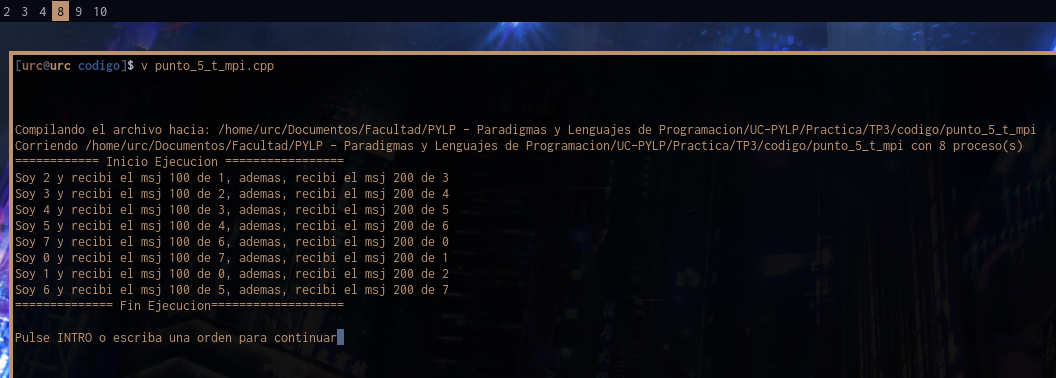 2 3 4 8 9 10
[urc@urc codigo]$ v punto_5_t_mpi.cpp
Compilando el archivo hacia: /home/urc/Documentos/Facultad/PYLP - Paradigmas y Lenguajes de Programacion/UC-PYLP/Practica/TP3/codigo/punto_5_t_mpi
Corriendo /home/urc/Documentos/Facultad/PYLP - Paradigmas y Lenguajes de Programacion/UC-PYLP/Practica/TP3/codigo/punto_5_t_mpi con 8 proceso(s)
============ Inicio Ejecucion =================
Soy 2 y recibi el msj 100 de 1, ademas, recibi el msj 200 de 3
Soy 3 y recibi el msj 100 de 2, ademas, recibi el msj 200 de 4
Soy 4 y recibi el msj 100 de 3, ademas, recibi el msj 200 de 5
Soy 5 y recibi el msj 100 de 4, ademas, recibi el msj 200 de 6
Soy 7 y recibi el msj 100 de 6, ademas, recibi el msj 200 de 0
Soy 0 y recibi el msj 100 de 7, ademas, recibi el msj 200 de 1
Soy 1 y recibi el msj 100 de 0, ademas, recibi el msj 200 de 2
Soy 6 y recibi el msj 100 de 5, ademas, recibi el msj 200 de 7
============== Fin Ejecucion===================
Pulse INTRO o escriba una orden para continuar